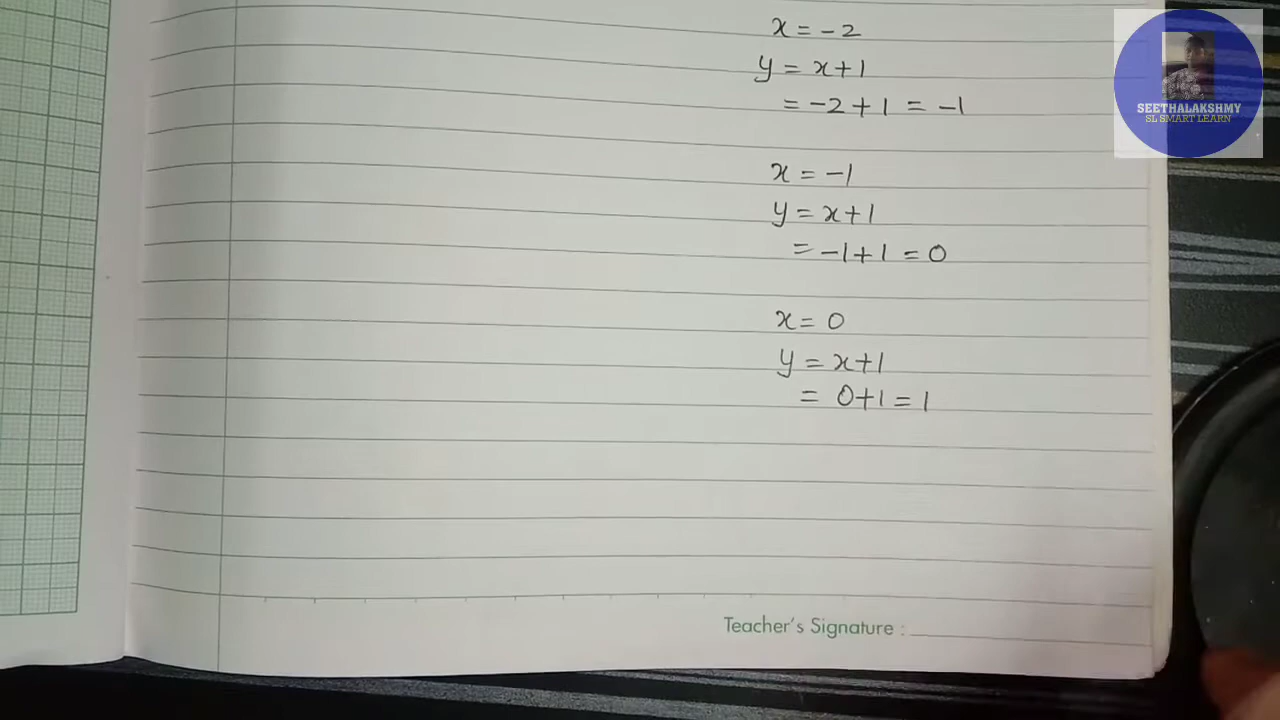 x = -2
y = x+1
= -2+1 = -1
SEETHALAKSHMY
SL SMART LEARN
x = -1
y = x+1
= -1+1 = 0
x = 0
y = x+1
= 0+1 = 1
Teacher's Signature :